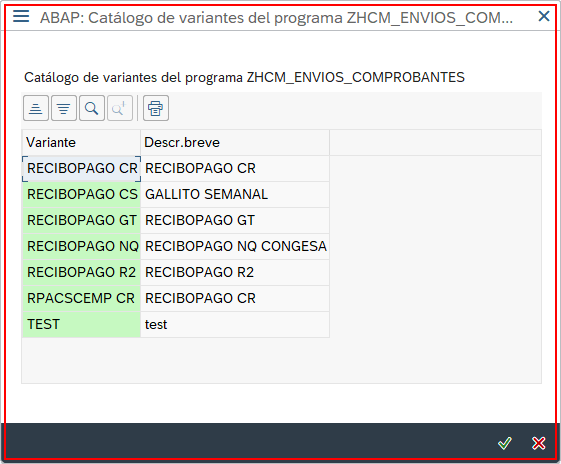 ABAP: Catálogo de variantes del programa ZHCM_ENVIOS_COM...
Catálogo de variantes del programa ZHCM_ENVIOS_COMPROBANTES
Variante Descr.breve
RECIBOPAGO CR RECIBOPAGO CR
RECIBOPAGO CS GALLITO SEMANAL
RECIBOPAGO GT RECIBOPAGO GT
RECIBOPAGO NQ RECIBOPAGO NQ CONGESA
RECIBOPAGO R2 RECIBOPAGO R2
RPACSCEMP CR RECIBOPAGO CR
TEST test